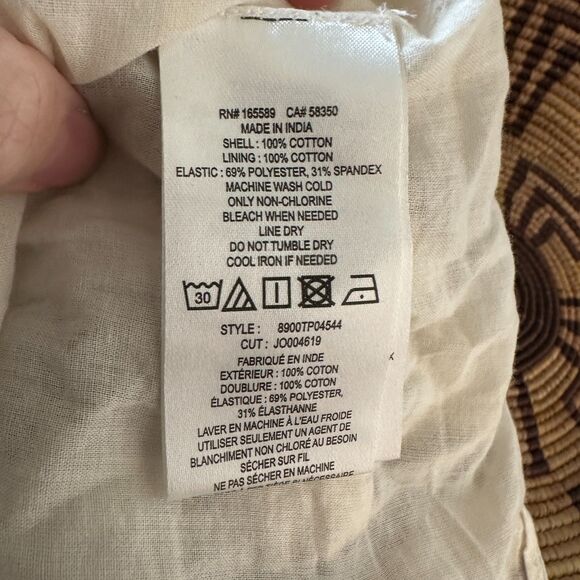 RN# 165589 CA# 58350
MADE IN INDIA
SHELL : 100% COTTON
LINING : 100% COTTON
ELASTIC : 69% POLYESTER, 31% SPANDEX
MACHINE WASH COLD
ONLY NON-CHLORINE
BLEACH WHEN NEEDED
LINE DRY
DO NOT TUMBLE DRY
COOL IRON IF NEEDED
30
STYLE : 8900TP04544
CUT : JO004619
FABRIQUÉ EN INDE
EXTÉRIEUR : 100% COTON
DOUBLURE : 100% COTON
ÉLASTIQUE : 69% POLYESTER,
31% ÉLASTHANNE
LAVER EN MACHINE À L'EAU FROIDE
UTILISER SEULEMENT UN AGENT DE
BLANCHIMENT NON CHLORÉ AU BESOIN
SÉCHER SUR FIL
NE PAS SÉCHER EN MACHINE